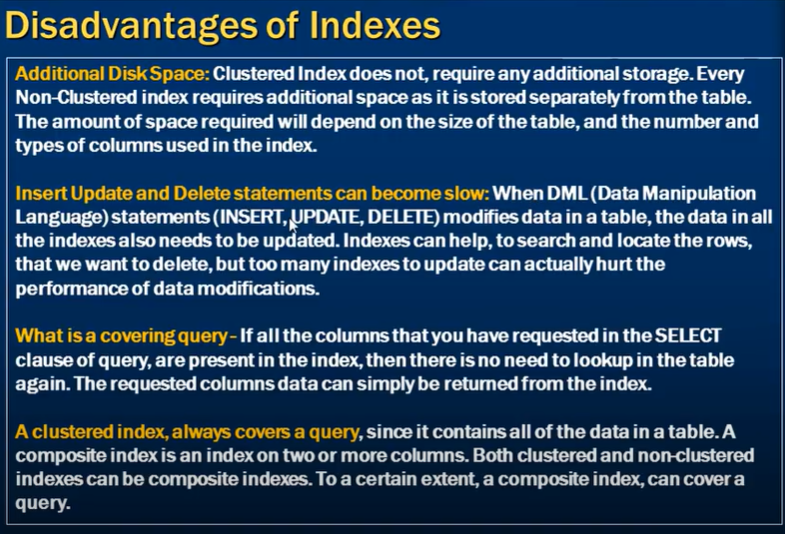 Disadvantages of Indexes
Additional Disk Space: Clustered Index does not, require any additional storage. Every
Non-Clustered index requires additional space as it is stored separately from the table.
The amount of space required will depend on the size of the table, and the number and
types of columns used in the index.
Insert Update and Delete statements can become slow: When DML (Data Manipulation
Language) statements (INSERT, UPDATE, DELETE) modifies data in a table, the data in all
the indexes also needs to be updated. Indexes can help, to search and locate the rows,
that we want to delete, but too many indexes to update can actually hurt the
performance of data modifications.
What is a covering query - If all the columns that you have requested in the SELECT
clause of query, are present in the index, then there is no need to lookup in the table
again. The requested columns data can simply be returned from the index.
A clustered index, always covers a query, since it contains all of the data in a table. A
composite index is an index on two or more columns. Both clustered and non-clustered
indexes can be composite indexes. To a certain extent, a composite index, can cover a
query.